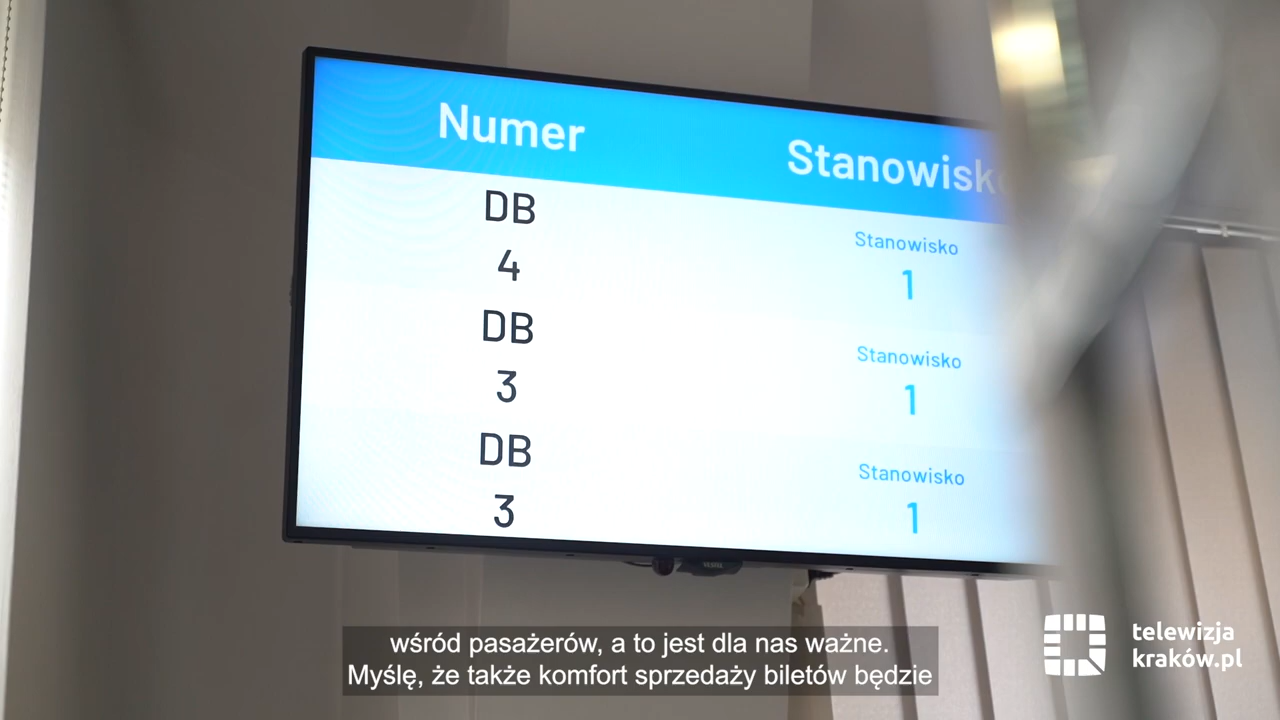 Numer Stanowisko
DB
4
Stanowisko
1
DB
3
Stanowisko
1
DB
3
Stanowisko
1
wśród pasażerów, a to jest dla nas ważne.
Myślę, że także komfort sprzedaży biletów będzie
telewizja
kraków.pl